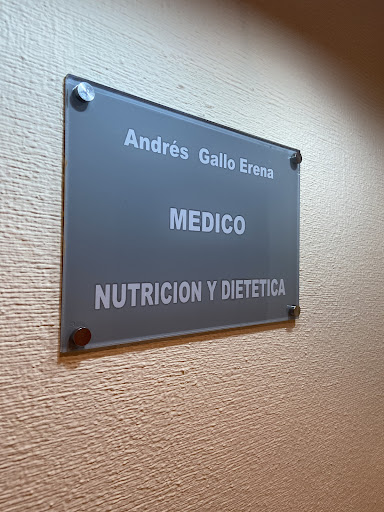 Andrés Gallo Erena
MEDICO
NUTRICION Y DIETETICA